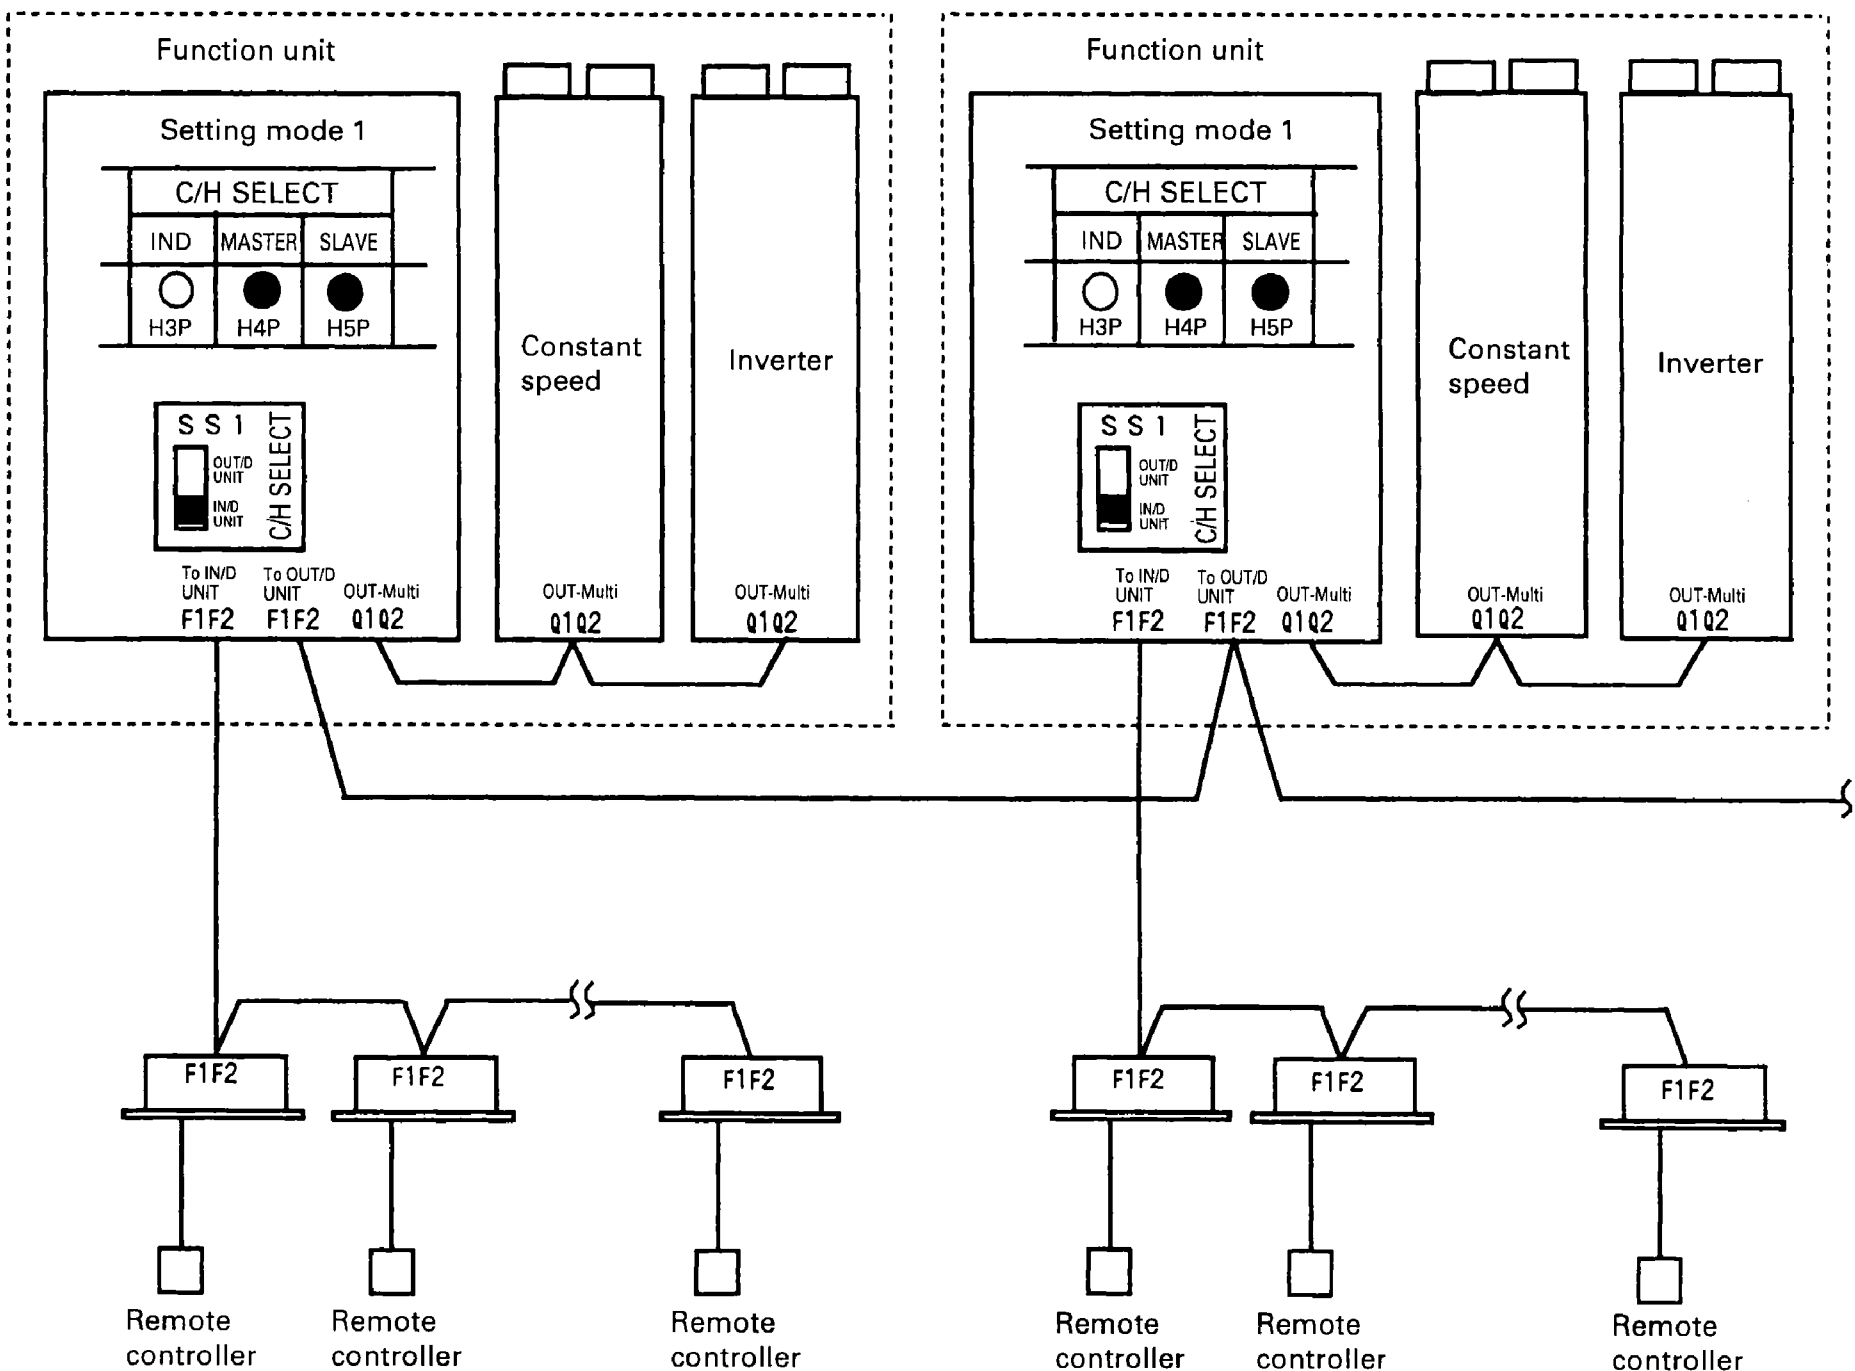 Function unit
Setting mode 1
C/H SELECT
IND MASTER SLAVE
H3P H4P H5P
S S 1
OUT/D
UNIT
IN/D
UNIT
C/H SELECT
To IN/D
UNIT
F1F2
To OUT/D
UNIT
F1F2
OUT-Multi
Q1Q2
Constant
speed
OUT-Multi
Q1Q2
Inverter
OUT-Multi
Q1Q2
Function unit
Setting mode 1
C/H SELECT
IND MASTER SLAVE
H3P H4P H5P
S S 1
OUT/D
UNIT
IN/D
UNIT
C/H SELECT
To IN/D
UNIT
F1F2
To OUT/D
UNIT
F1F2
OUT-Multi
Q1Q2
Constant
speed
OUT-Multi
Q1Q2
Inverter
OUT-Multi
Q1Q2
F1F2
F1F2
F1F2
F1F2
F1F2
F1F2
Remote
controller
Remote
controller
Remote
controller
Remote
controller
Remote
controller
Remote
controller